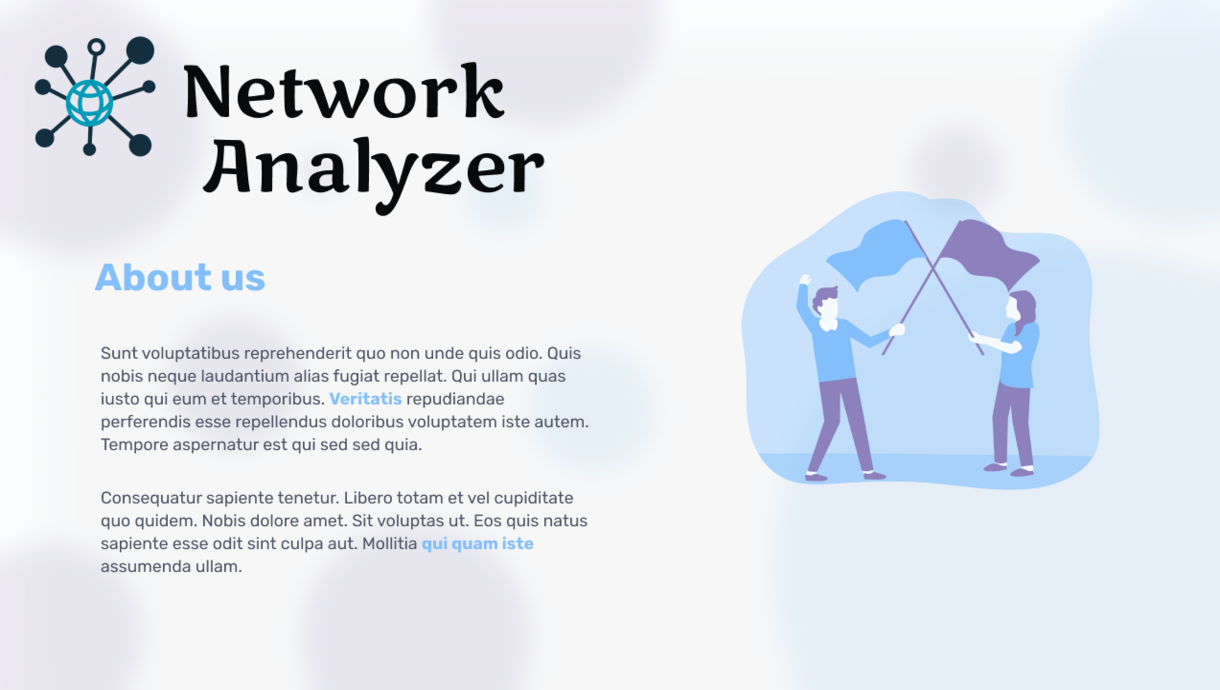 Network
Analyzer
About us
Sunt voluptatibus reprehenderit quo non unde quis odio. Quis
nobis neque laudantium alias fugiat repellat. Qui ullam quas
iusto qui eum et temporibus. Veritatis repudiandae
perferendis esse repellendus doloribus voluptatem iste autem.
Tempore aspernatur est qui sed sed quia.
Consequatur sapiente tenetur. Libero totam et vel cupiditate
quo quidem. Nobis dolore amet. Sit voluptas ut. Eos quis natus
sapiente esse odit sint culpa aut. Mollitia qui quam iste
assumenda ullam.